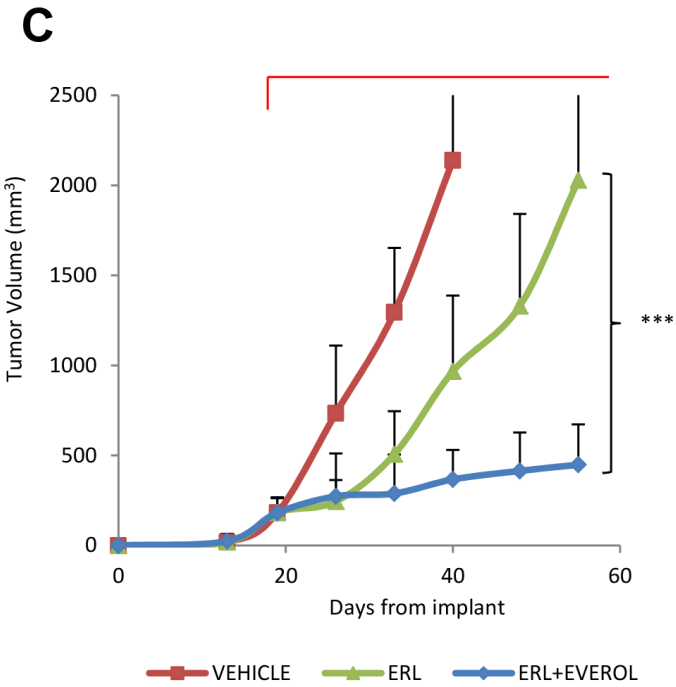 C
2500
2000
1500
1000
500
0
Tumor Volume (mm³)
***
0 20 40 60
Days from implant
VEHICLE ERL ERL+EVEROL